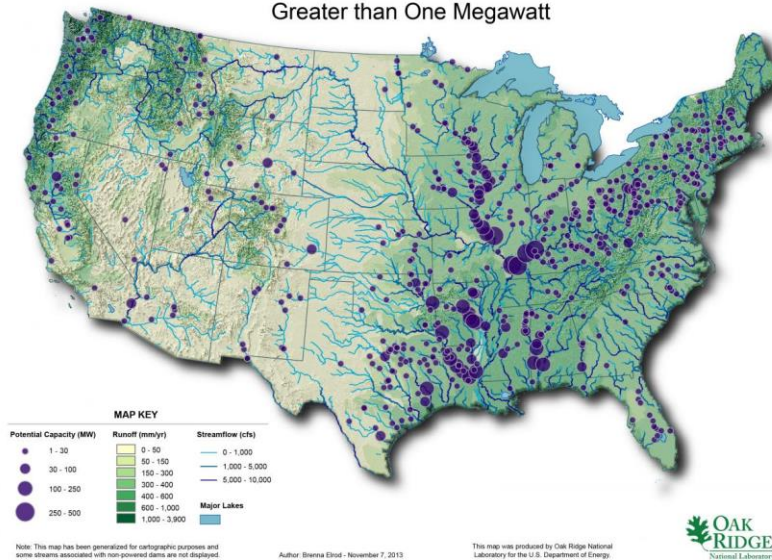 Greater than One Megawatt
MAP KEY
Potential Capacity (MW)
1 - 30
30 - 100
100 - 250
250 - 500
Runoff (mm/yr)
0 - 50
50 - 150
150 - 300
300 - 400
400 - 600
600 - 1,000
1,000 - 3,900
Streamflow (cfs)
0 - 1,000
1,000 - 5,000
5,000 - 10,000
Major Lakes
Note: This map has been generalized for cartographic purposes and
some streams associated with non-powered dams are not displayed.
Author: Brenna Elrod - November 7, 2013
This map was produced by Oak Ridge National
Laboratory for the U.S. Department of Energy.
OAK
RIDGE
National Laboratory